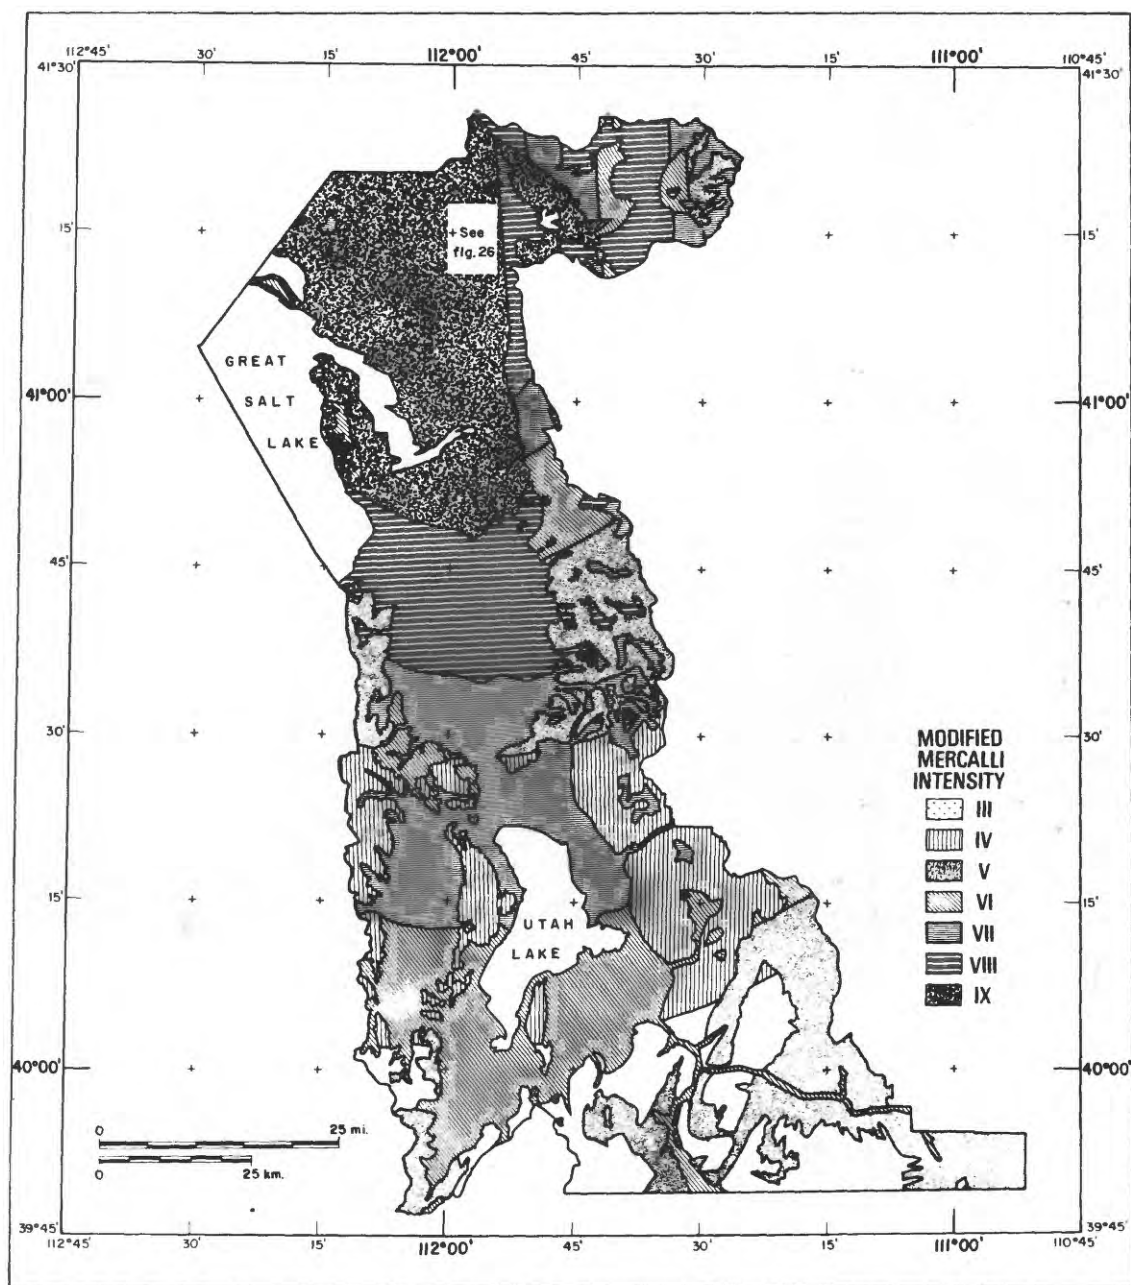 112°45' 30' 15' 112°00' 45' 30' 15' 111°00' 110°45'
41°30' 41°30'
15' + See 15'
fig. 26
GREAT
41°00' SALT 41°00'
LAKE
45' 45'
30' 30'
MODIFIED
MERCALLI
INTENSITY
III
IV
V
VI
VII
VIII
IX
15' 15'
UTAH
LAKE
40°00' 40°00'
0 25 mi.
0 25 km.
39°45' 39°45'
112°45' 30' 15' 112°00' 45' 30' 15' 111°00' 110°45'